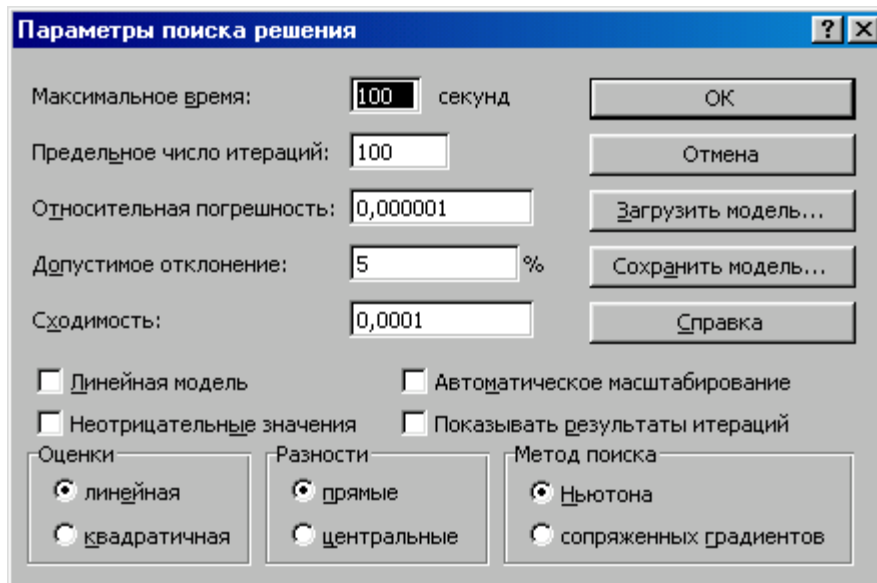 Параметры поиска решения
Максимальное время: 100 секунд OK
Предельное число итераций: 100 Отмена
Относительная погрешность: 0,000001 Загрузить модель...
Допустимое отклонение: 5 % Сохранить модель...
Сходимость: 0,0001 Справка
Линейная модель Автоматическое масштабирование
Неотрицательные значения Показывать результаты итераций
Оценки Разности Метод поиска
линейная прямые Ньютона
квадратичная центральные сопряженных градиентов